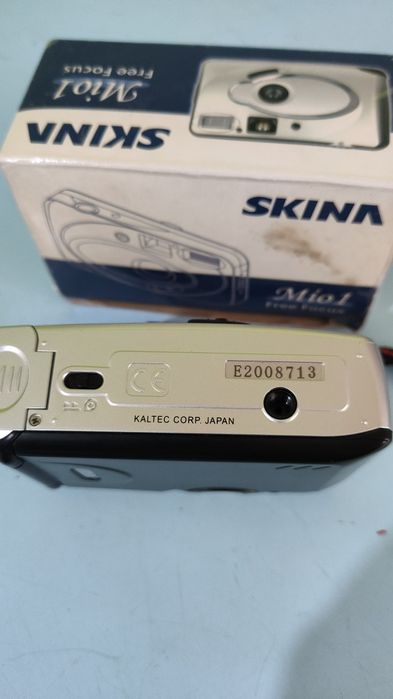 SKINA
Mio1
Free Focus
SKINA
Mio1
Free Focus
CE
E2008713
KALTEC CORP. JAPAN